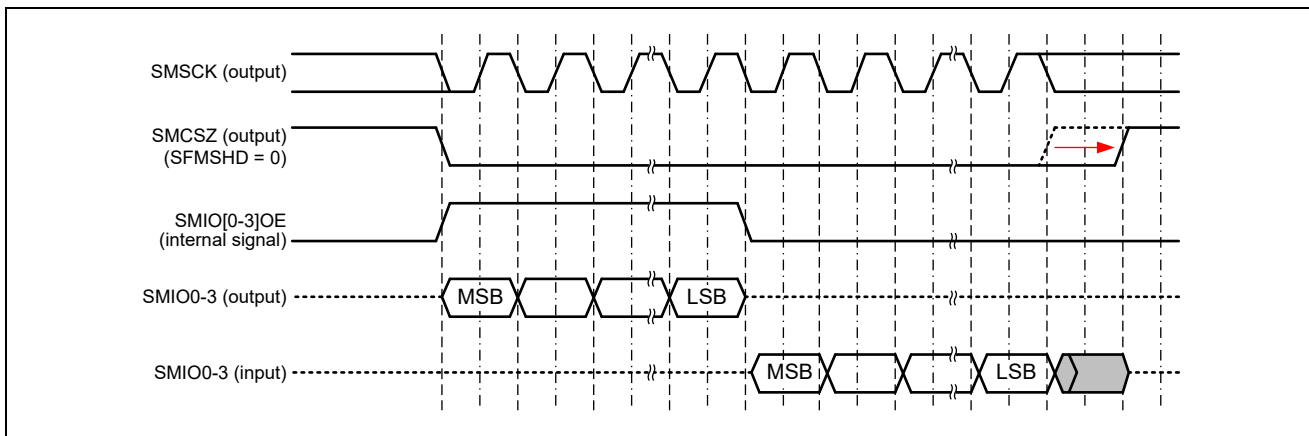 SMSCK (output)
SMCSZ (output)
(SFMSHD = 0)
SMIO[0-3]OE
(internal signal)
SMIO0-3 (output)
MSB
LSB
SMIO0-3 (input)
MSB
LSB